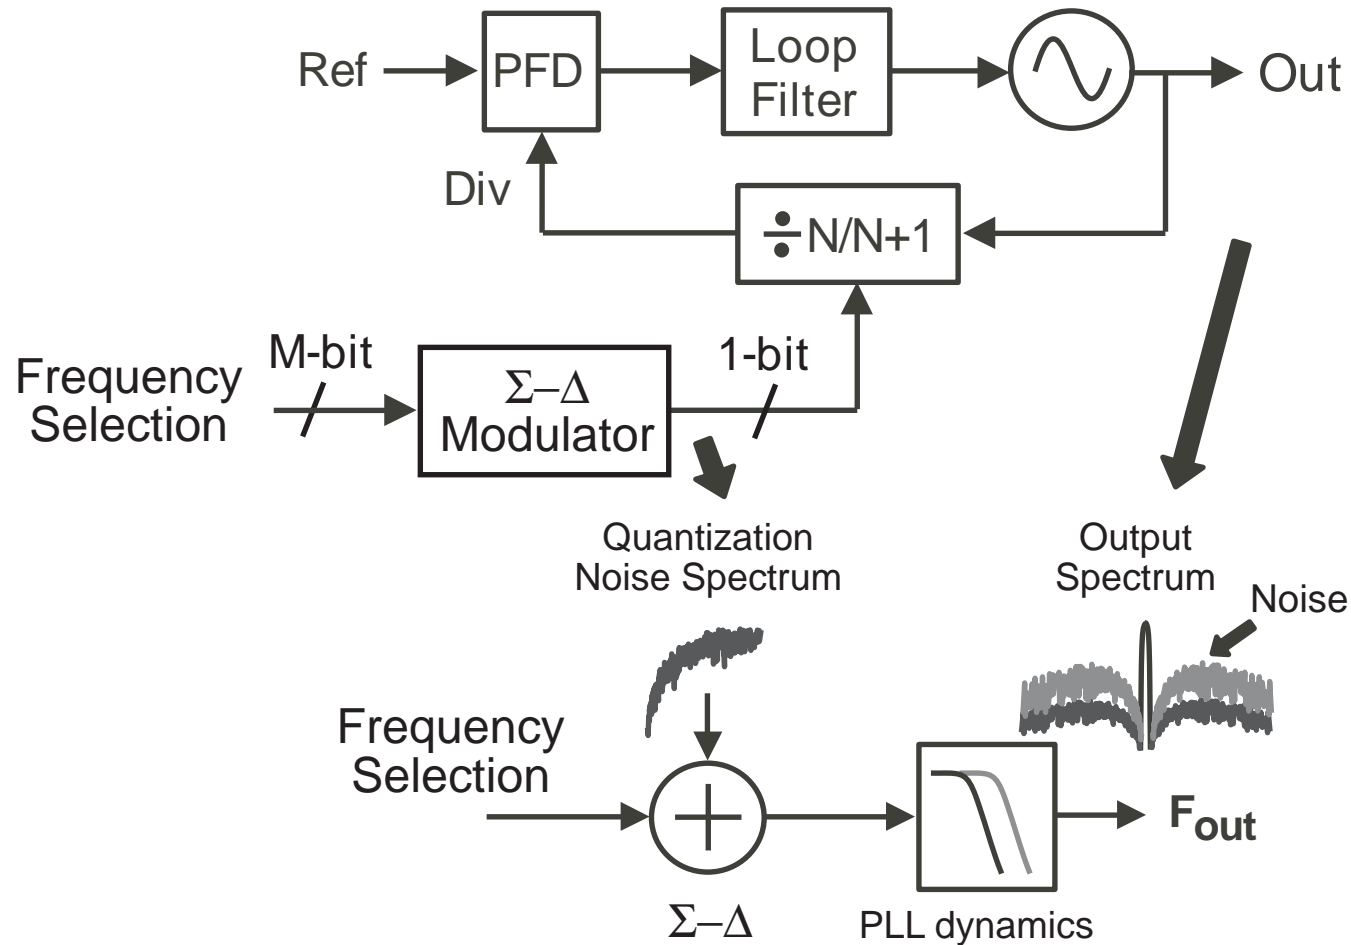 Ref
PFD
Loop
Filter
Out
Div
÷ N/N+1
M-bit
1-bit
Frequency
Selection
Σ–Δ
Modulator
Quantization
Noise Spectrum
Output
Spectrum
Noise
Frequency
Selection
Fout
Σ–Δ
PLL dynamics